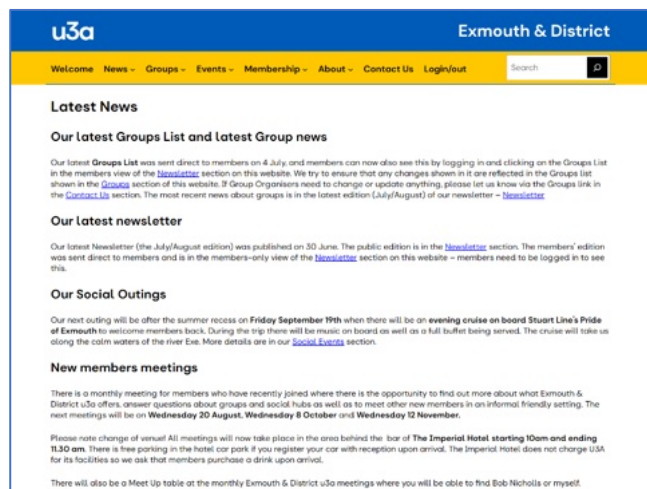 u3a
Exmouth & District
Welcome News Groups Events Membership About Contact Us Login/out Search
Latest News
Our latest Groups List and latest Group news
Our latest Groups List was sent direct to members on 4 July, and members can now also see this by logging in and clicking on the Groups List
in the members view of the Newsletter section on this website. We try to ensure that any changes shown in it are reflected in the Groups list
shown in the Groups section of this website. If Group Organisers need to change or update anything, please let us know via the Groups link in
the Contact Us section. The most recent news about groups is in the latest edition (July/August) of our newsletter – Newsletter
Our latest newsletter
Our latest Newsletter (the July/August edition) was published on 30 June. The public edition is in the Newsletter section. The members' edition
was sent direct to members and is in the members-only view of the Newsletter section on this website – members need to be logged in to see
this.
Our Social Outings
Our next outing will be after the summer recess on Friday September 19th when there will be an evening cruise on board Stuart Line's Pride
of Exmouth to welcome members back. During the trip there will be music on board as well as a full buffet being served. The cruise will take us
along the calm waters of the river Exe. More details are in our Social Events section.
New members meetings
There is a monthly meeting for members who have recently joined where there is the opportunity to find out more about what Exmouth &
District u3a offers, answer questions about groups and social hubs as well as to meet other new members in an informal friendly setting. The
next meetings will be on Wednesday 20 August, Wednesday 8 October and Wednesday 12 November.
Please note change of venue! All meetings will now take place in the area behind the bar of The Imperial Hotel starting 10am and ending
11.30 am. There is free parking in the hotel car park if you register your car with reception upon arrival. The Imperial Hotel does not charge U3A
for its facilities so we ask that members purchase a drink upon arrival.
There will also be a Meet Up table at the monthly Exmouth & District u3a meetings where you will be able to find Bob Nicholls or myself.